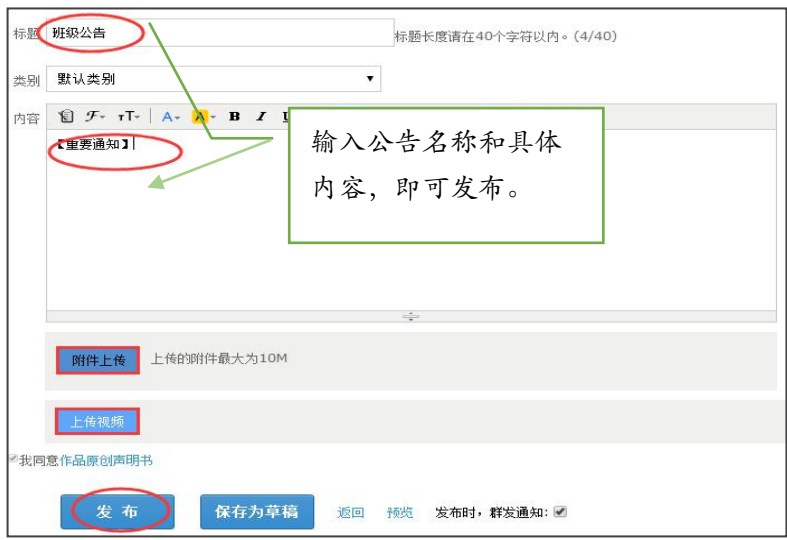 标题 班级公告 标题长度请在40个字符以内。(4/40)
类别 默认类别
内容 F T A A B I U
【重要通知】
输入公告名称和具体
内容，即可发布。
附件上传 上传的附件最大为10M
上传视频
我同意作品原创声明书
发 布 保存为草稿 返回 预览 发布时，群发通知: